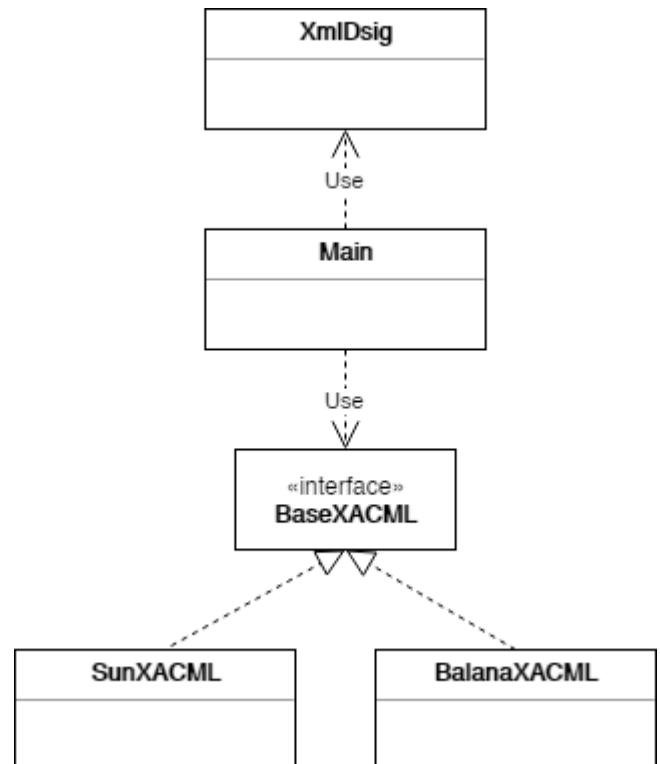 XmlDsig
Use
Main
Use
«interface»
BaseXACML
SunXACML
BalanaXACML